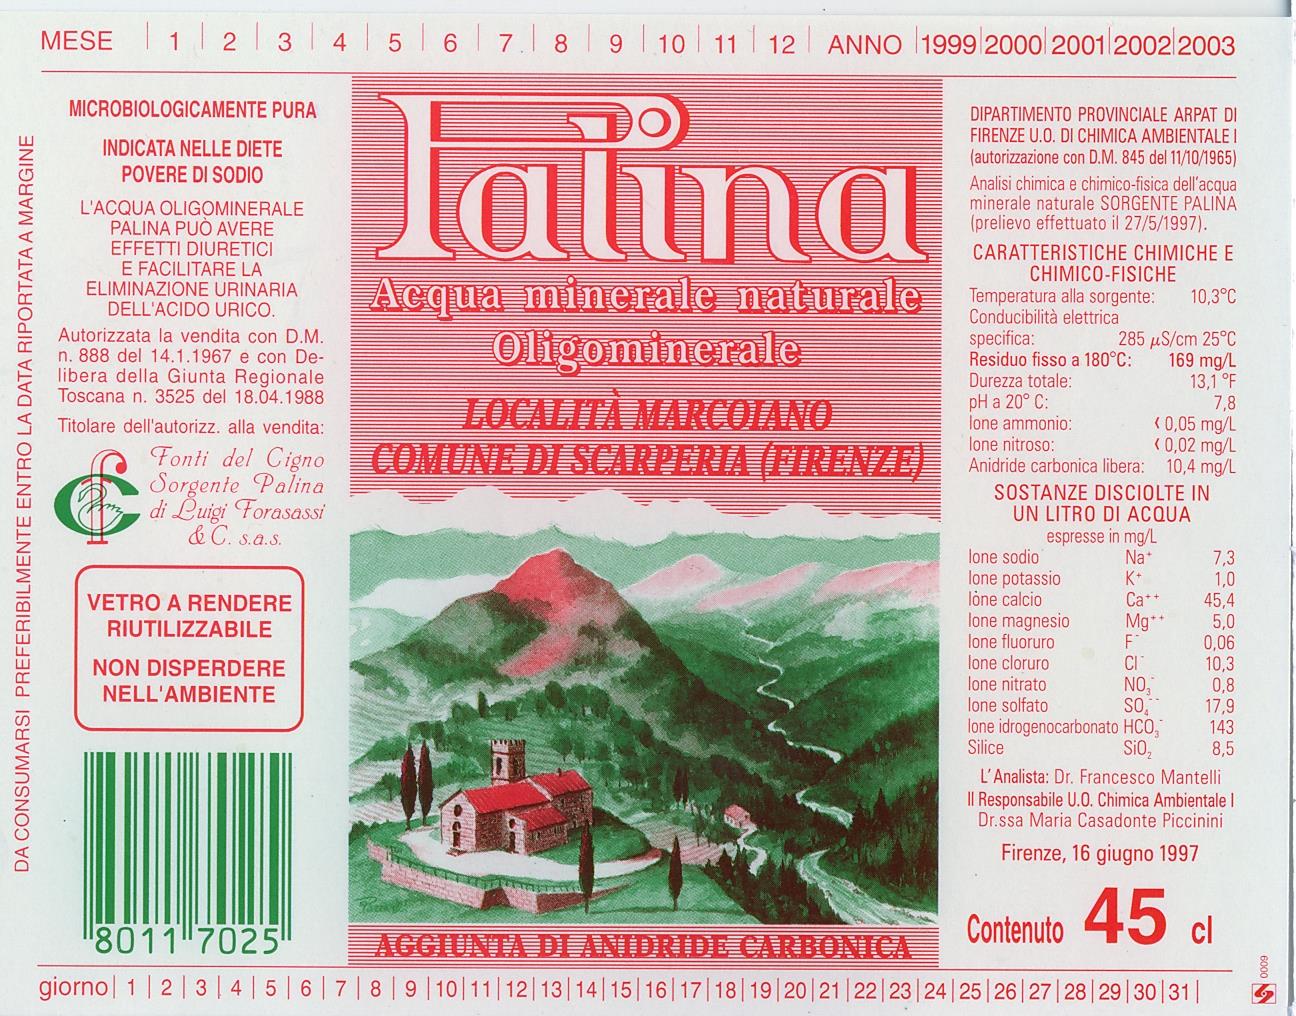 MESE | 1 | 2 | 3 | 4 | 5 | 6 | 7 | 8 | 9 | 10 | 11 | 12 | ANNO | 1999 | 2000 | 2001 | 2002 | 2003
DA CONSUMARSI PREFERIBILMENTE ENTRO LA DATA RIPORTATA A MARGINE
MICROBIOLOGICAMENTE PURA
INDICATA NELLE DIETE
POVERE DI SODIO
L'ACQUA OLIGOMINERALE
PALINA PUÒ AVERE
EFFETTI DIURETICI
E FACILITARE LA
ELIMINAZIONE URINARIA
DELL'ACIDO URICO.
Autorizzata la vendita con D.M.
n. 888 del 14.1.1967 e con De-
libera della Giunta Regionale
Toscana n. 3525 del 18.04.1988
Titolare dell'autorizz. alla vendita:
Fonti del Cigno
Sorgente Palina
di Luigi Forasassi
& C. s.a.s.
VETRO A RENDERE
RIUTILIZZABILE
NON DISPERDERE
NELL'AMBIENTE
8011 7025
Palina
Acqua minerale naturale
Oligominerale
LOCALITÀ MARCOIANO
COMUNE DI SCARPERIA (FIRENZE)
AGGIUNTA DI ANIDRIDE CARBONICA
DIPARTIMENTO PROVINCIALE ARPAT DI
FIRENZE U.O. DI CHIMICA AMBIENTALE I
(autorizzazione con D.M. 845 del 11/10/1965)
Analisi chimica e chimico-fisica dell'acqua
minerale naturale SORGENTE PALINA
(prelievo effettuato il 27/5/1997).
CARATTERISTICHE CHIMICHE E
CHIMICO-FISICHE
Temperatura alla sorgente: 10,3°C
Conducibilità elettrica
specifica: 285 µS/cm 25°C
Residuo fisso a 180°C: 169 mg/L
Durezza totale: 13,1 °F
pH a 20° C: 7,8
Ione ammonio: < 0,05 mg/L
Ione nitroso: < 0,02 mg/L
Anidride carbonica libera: 10,4 mg/L
SOSTANZE DISCIOLTE IN
UN LITRO DI ACQUA
espresse in mg/L
Ione sodio Na⁺ 7,3
Ione potassio K⁺ 1,0
Ione calcio Ca⁺⁺ 45,4
Ione magnesio Mg⁺⁺ 5,0
Ione fluoruro F⁻ 0,06
Ione cloruro Cl⁻ 10,3
Ione nitrato NO₃⁻ 0,8
Ione solfato SO₄⁻⁻ 17,9
Ione idrogenocarbonato HCO₃⁻ 143
Silice SiO₂ 8,5
L'Analista: Dr. Francesco Mantelli
Il Responsabile U.O. Chimica Ambientale I
Dr.ssa Maria Casadonte Piccinini
Firenze, 16 giugno 1997
Contenuto 45 cl
0009
giorno | 1 | 2 | 3 | 4 | 5 | 6 | 7 | 8 | 9 | 10 | 11 | 12 | 13 | 14 | 15 | 16 | 17 | 18 | 19 | 20 | 21 | 22 | 23 | 24 | 25 | 26 | 27 | 28 | 29 | 30 | 31 |